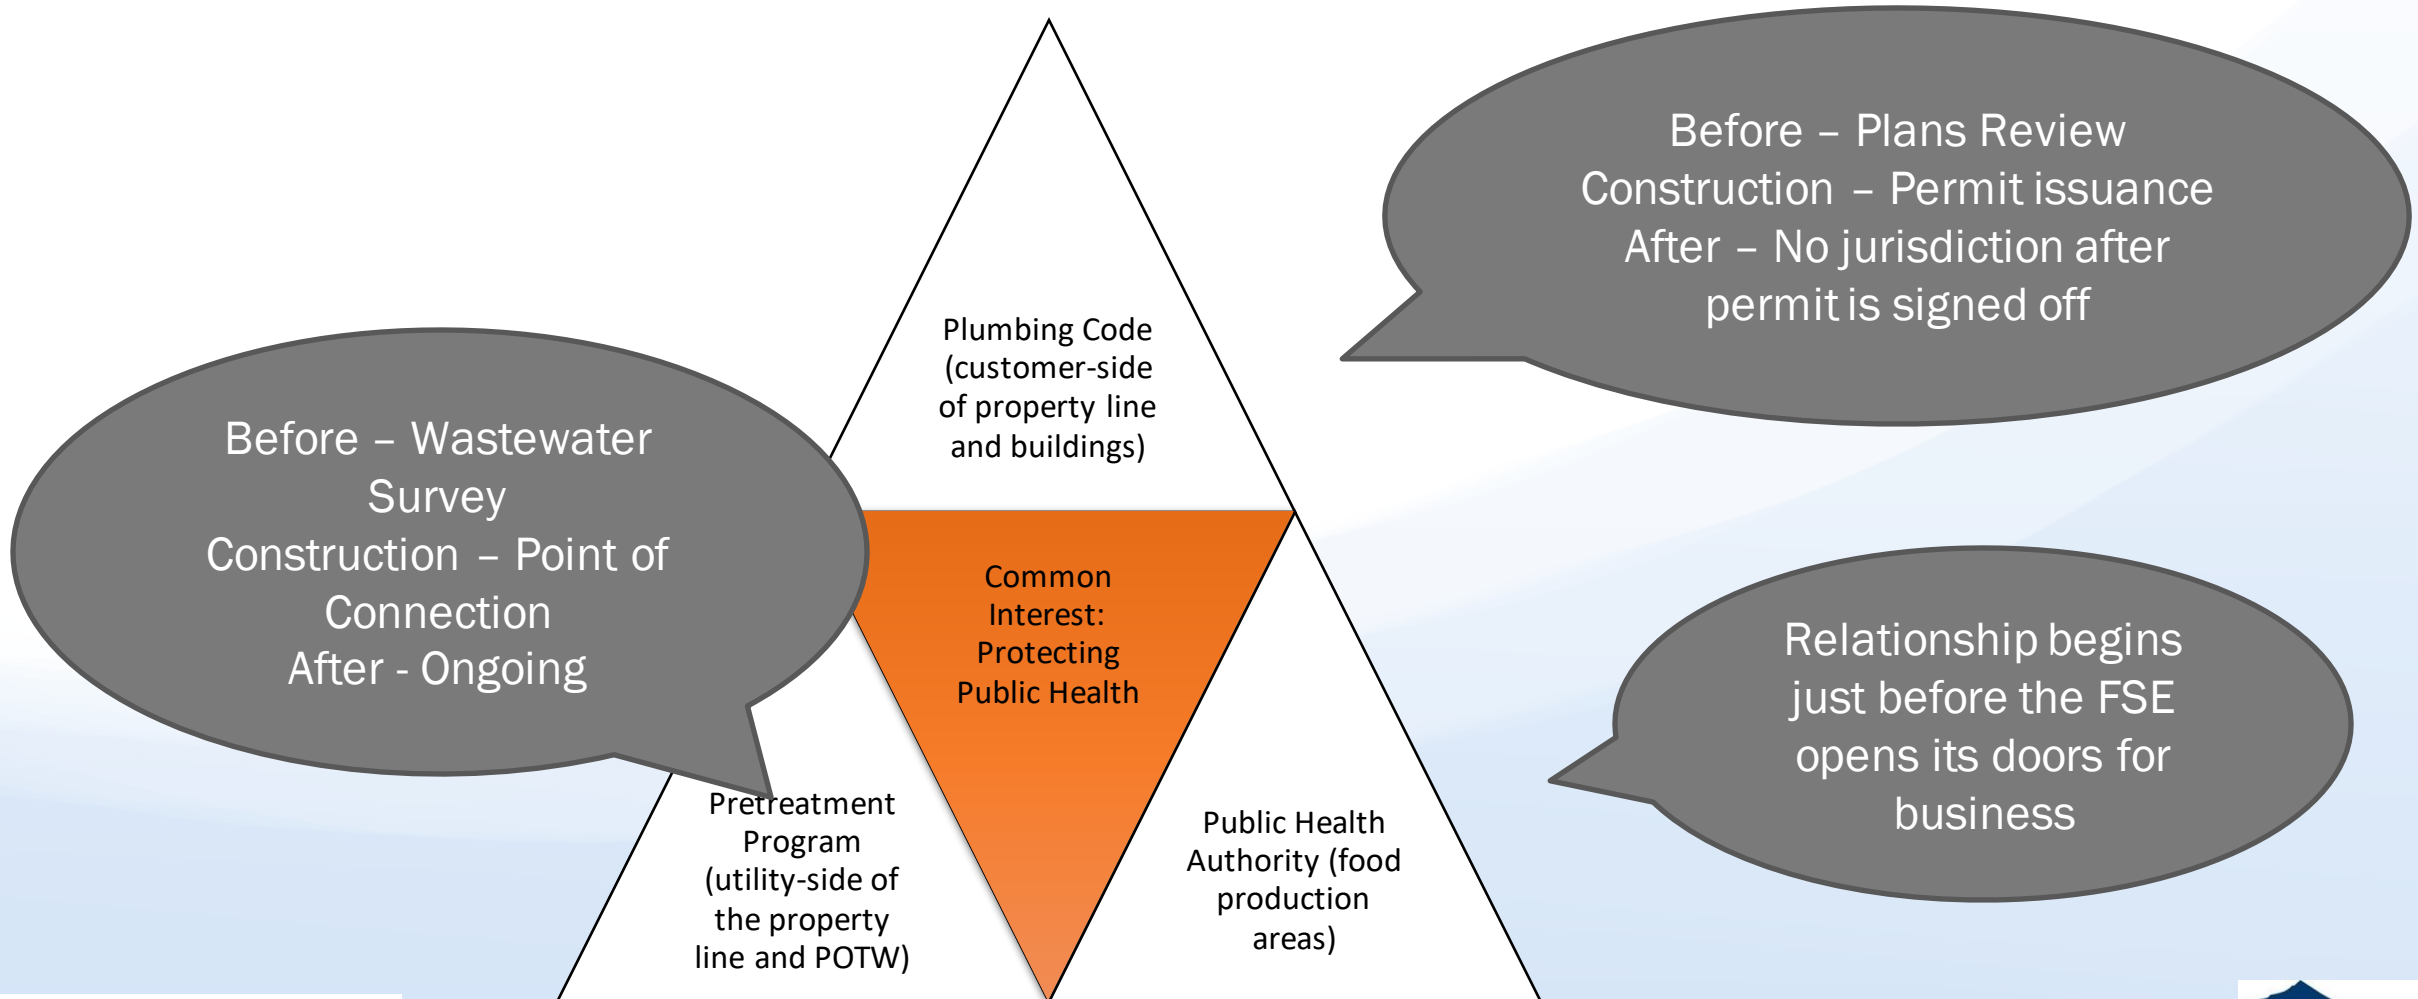 Before – Plans Review
Construction – Permit issuance
After – No jurisdiction after
permit is signed off
Plumbing Code
(customer-side
of property line
and buildings)
Before – Wastewater
Survey
Construction – Point of
Connection
After - Ongoing
Common
Interest:
Protecting
Public Health
Relationship begins
just before the FSE
opens its doors for
business
Pretreatment
Program
(utility-side of
the property
line and POTW)
Public Health
Authority (food
production
areas)